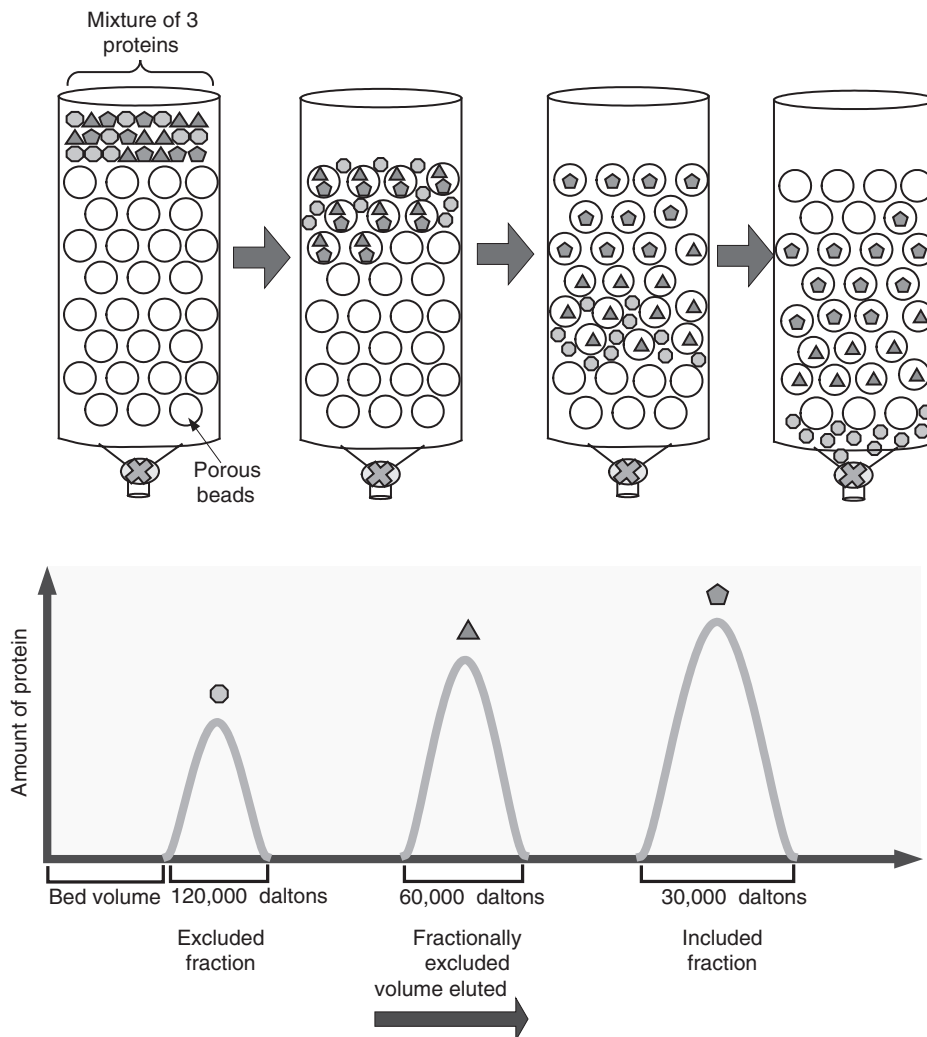 Mixture of 3
proteins
Porous
beads
Amount of protein
Bed volume
120,000 daltons
60,000 daltons
30,000 daltons
Excluded
fraction
Fractionally
excluded
volume eluted
Included
fraction